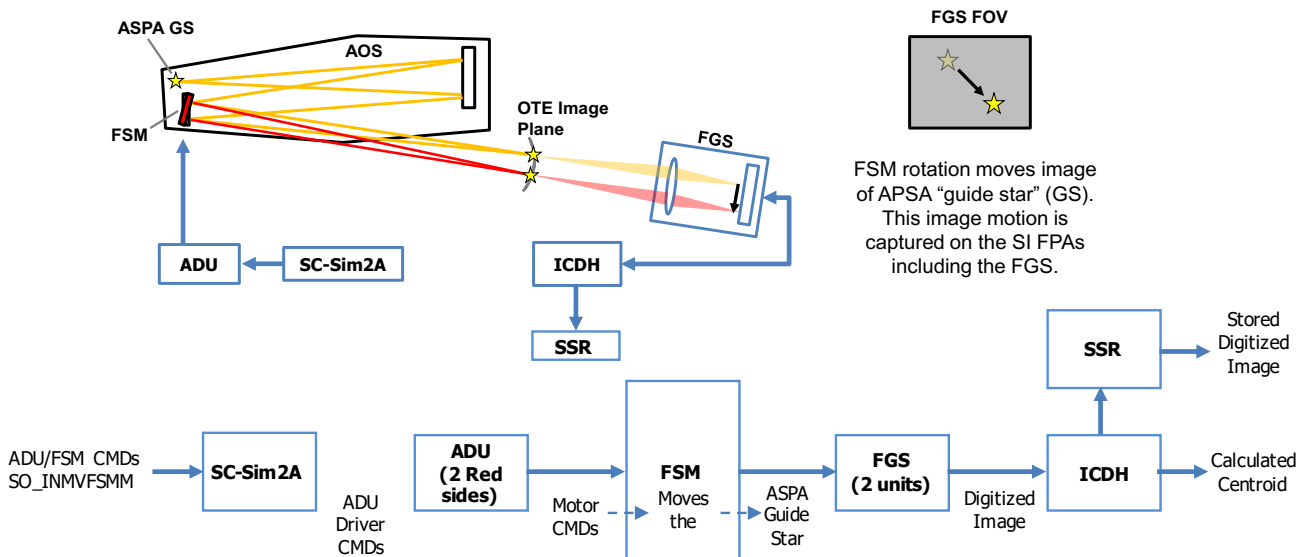 ASPA GS
AOS
FSM
OTE Image
Plane
FGS
ADU
SC-Sim2A
ICDH
SSR
FGS FOV
FSM rotation moves image
of APSA “guide star” (GS).
This image motion is
captured on the SI FPAs
including the FGS.
ADU/FSM CMDs
SO_INMVFSMM
SC-Sim2A
ADU
Driver
CMDs
ADU
(2 Red
sides)
Motor
CMDs
FSM
Moves
the
ASPA
Guide
Star
FGS
(2 units)
Digitized
Image
ICDH
SSR
Stored
Digitized
Image
Calculated
Centroid